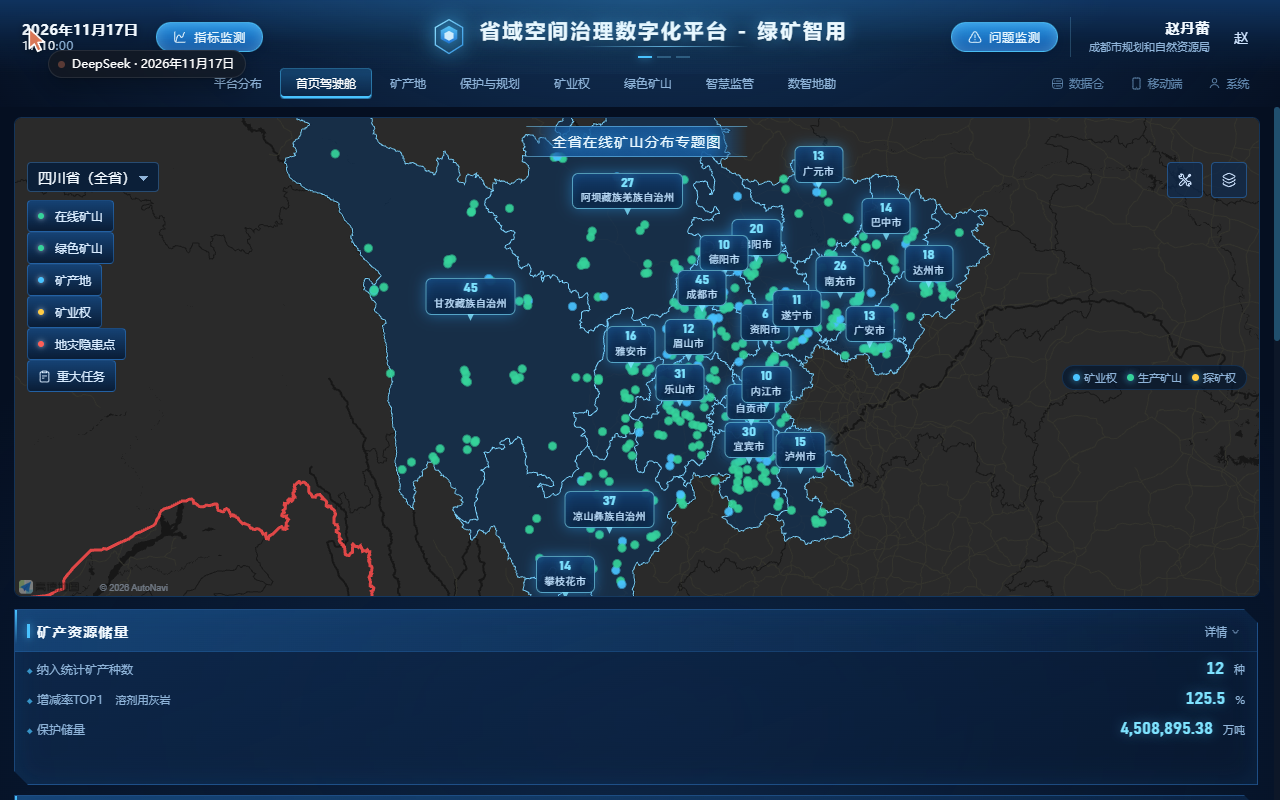 2026年11月17日
10:00
指标监测
省域空间治理数字化平台 - 绿矿智用
问题监测
赵丹蕾
成都市规划和自然资源局
赵
DeepSeek · 2026年11月17日
平台分布
首页驾驶舱
矿产地
保护与规划
矿业权
绿色矿山
智慧监管
数智地勘
数据仓
移动端
系统
全省在线矿山分布专题图
四川省（全省）
在线矿山
绿色矿山
矿产地
矿业权
地灾隐患点
重大任务
13
广元市
27
阿坝藏族羌族自治州
14
巴中市
20
阳市
10
德阳市
18
达州市
26
南充市
45
成都市
45
甘孜藏族自治州
11
遂宁市
6
资阳市
13
广安市
16
雅安市
12
眉山市
31
乐山市
10
内江市
自贡市
30
宜宾市
15
泸州市
37
凉山彝族自治州
14
攀枝花市
矿业权
生产矿山
探矿权
© 2026 AutoNavi
矿产资源储量
详情
纳入统计矿产种数
12 种
增减率TOP1 溶剂用灰岩
125.5 %
保护储量
4,508,895.38 万吨